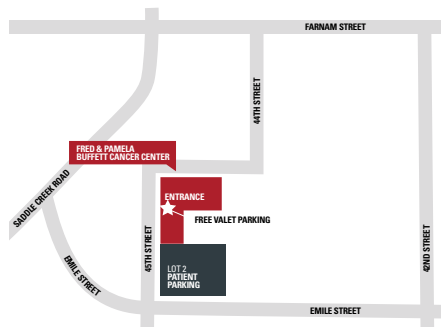 FARNAM STREET
44TH STREET
FRED & PAMELA
BUFFETT CANCER CENTER
SADDLE CREEK ROAD
ENTRANCE
FREE VALET PARKING
45TH STREET
42ND STREET
LOT 2
PATIENT
PARKING
EMILE STREET
EMILE STREET